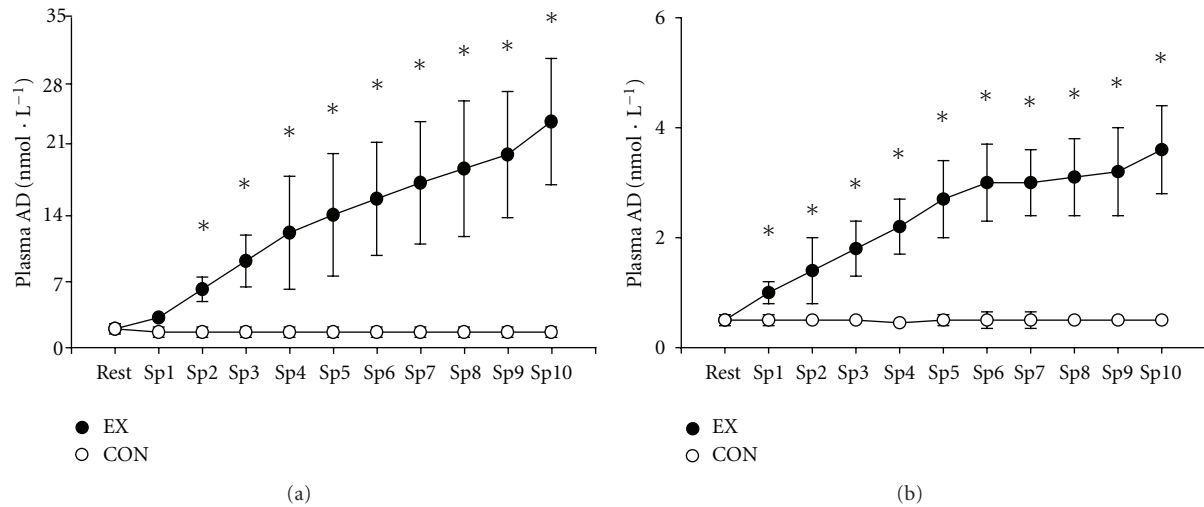 35
28
21
14
7
0
Plasma AD (nmol · L⁻¹)
* * * * * * * * *
Rest Sp1 Sp2 Sp3 Sp4 Sp5 Sp6 Sp7 Sp8 Sp9 Sp10
EX
CON
(a)
6
4
2
0
Plasma AD (nmol · L⁻¹)
* * * * * * * * * *
Rest Sp1 Sp2 Sp3 Sp4 Sp5 Sp6 Sp7 Sp8 Sp9 Sp10
EX
CON
(b)